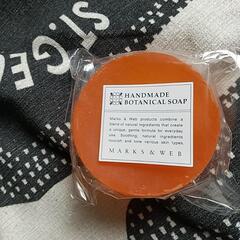 ST.GE
HANDMADE
BOTANICAL SOAP
Marks & Web products combine a
blend of natural ingredients that create
a unique, gentle formula for everyday
use. Soothing, natural ingredients
nourish and tone various skin types.
MARKS & WEB